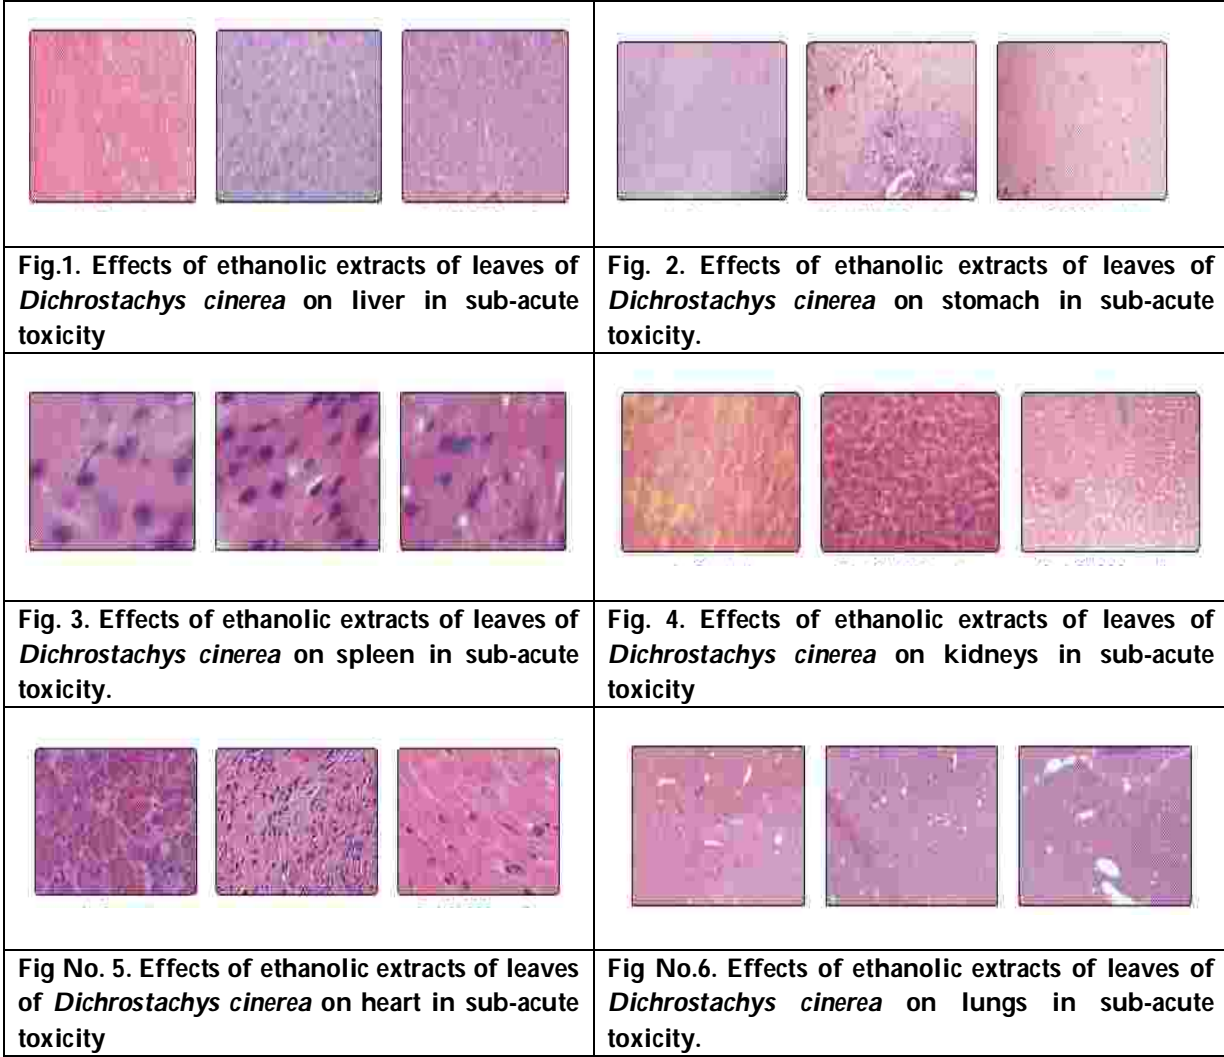 Fig.1. Effects of ethanolic extracts of leaves of
Dichrostachys cinerea on liver in sub-acute
toxicity
Fig. 2. Effects of ethanolic extracts of leaves of
Dichrostachys cinerea on stomach in sub-acute
toxicity.
Fig. 3. Effects of ethanolic extracts of leaves of
Dichrostachys cinerea on spleen in sub-acute
toxicity.
Fig. 4. Effects of ethanolic extracts of leaves of
Dichrostachys cinerea on kidneys in sub-acute
toxicity
Fig No. 5. Effects of ethanolic extracts of leaves
of Dichrostachys cinerea on heart in sub-acute
toxicity
Fig No.6. Effects of ethanolic extracts of leaves of
Dichrostachys cinerea on lungs in sub-acute
toxicity.